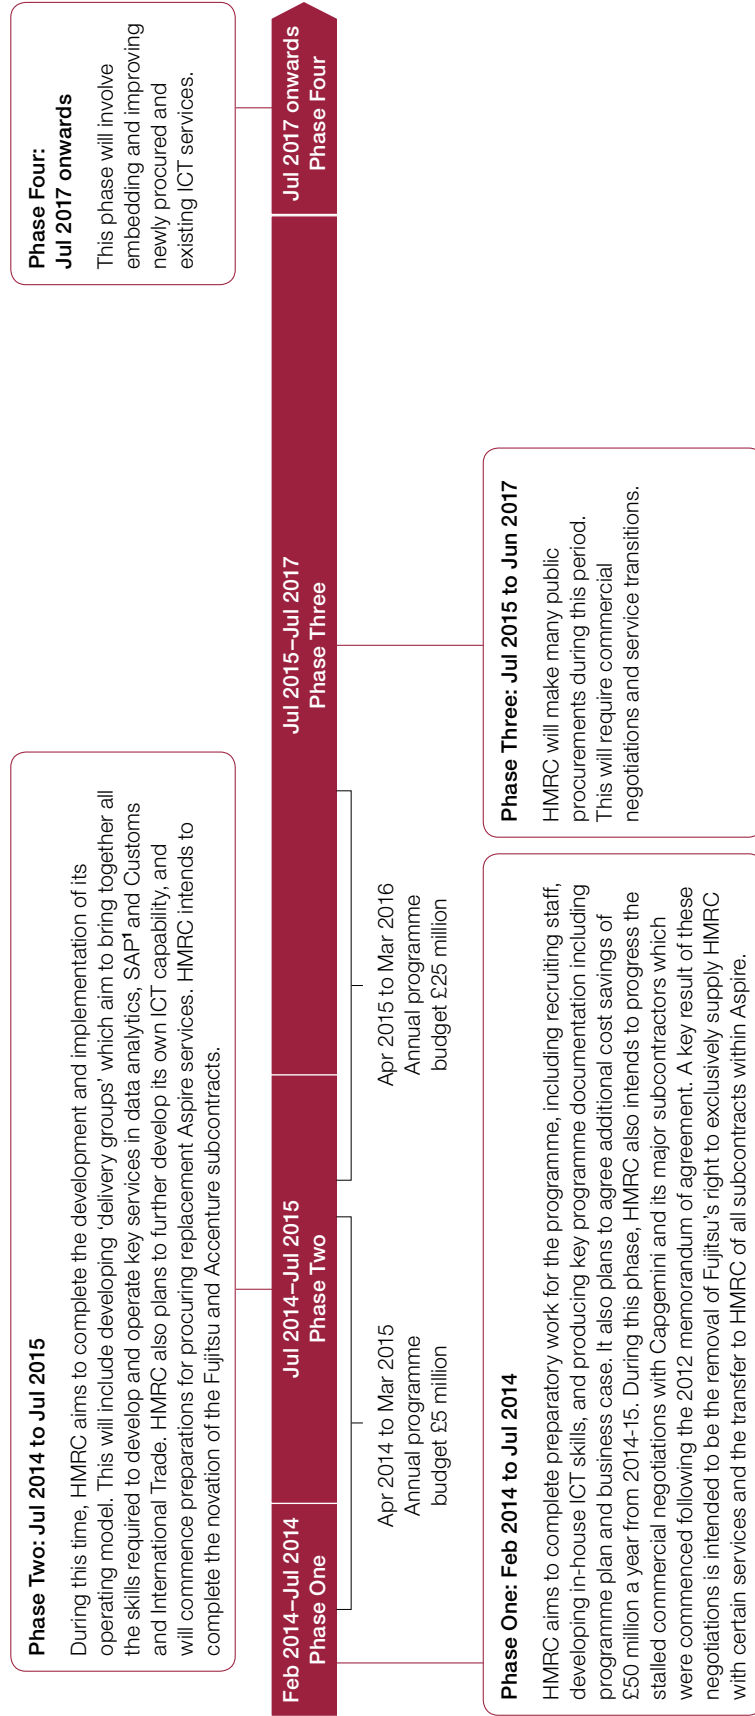 Phase Two: Jul 2014 to Jul 2015
During this time, HMRC aims to complete the development and implementation of its
operating model. This will include developing ‘delivery groups’ which aim to bring together all
the skills required to develop and operate key services in data analytics, SAP¹ and Customs
and International Trade. HMRC also plans to further develop its own ICT capability, and
will commence preparations for procuring replacement Aspire services. HMRC intends to
complete the novation of the Fujitsu and Accenture subcontracts.
Phase Four:
Jul 2017 onwards
This phase will involve
embedding and improving
newly procured and
existing ICT services.
Feb 2014–Jul 2014
Phase One
Jul 2014–Jul 2015
Phase Two
Jul 2015–Jul 2017
Phase Three
Jul 2017 onwards
Phase Four
Apr 2014 to Mar 2015
Annual programme
budget £5 million
Apr 2015 to Mar 2016
Annual programme
budget £25 million
Phase One: Feb 2014 to Jul 2014
HMRC aims to complete preparatory work for the programme, including recruiting staff,
developing in-house ICT skills, and producing key programme documentation including
programme plan and business case. It also plans to agree additional cost savings of
£50 million a year from 2014-15. During this phase, HMRC also intends to progress the
stalled commercial negotiations with Capgemini and its major subcontractors which
were commenced following the 2012 memorandum of agreement. A key result of these
negotiations is intended to be the removal of Fujitsu’s right to exclusively supply HMRC
with certain services and the transfer to HMRC of all subcontracts within Aspire.
Phase Three: Jul 2015 to Jun 2017
HMRC will make many public
procurements during this period.
This will require commercial
negotiations and service transitions.